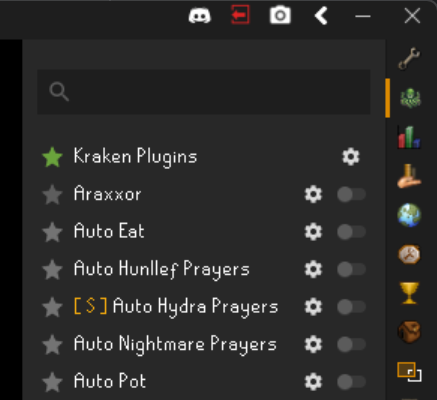 Kraken Plugins
Araxxor
Auto Eat
Auto Hunllef Prayers
[S] Auto Hydra Prayers
Auto Nightmare Prayers
Auto Pot